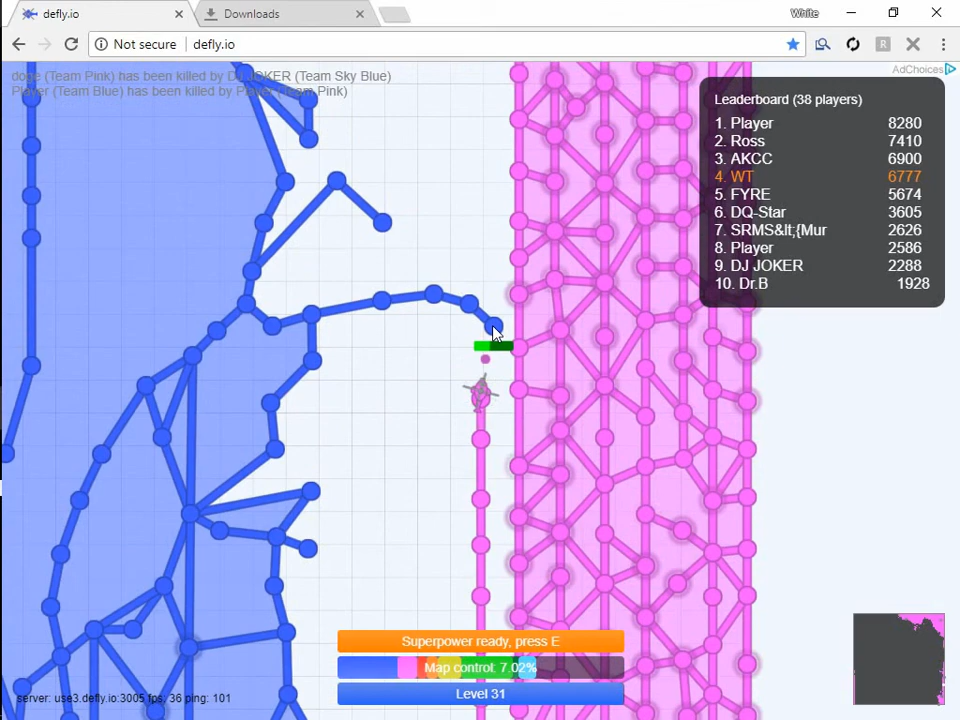 defly.io
Downloads
White
Not secure
defly.io
R
AdChoices
done (Team Pink) has been killed by DJ JOKER (Team Sky Blue)
Player (Team Blue) has been killed by Player (Team Pink)
Leaderboard (38 players)
1. Player 8280
2. Ross 7410
3. AKCC 6900
4. WT 6777
5. FYRE 5674
6. DQ-Star 3605
7. SRMS&lt;{Mur 2626
8. Player 2586
9. DJ JOKER 2288
10. Dr.B 1928
Superpower ready, press E
Map control: 7.02%
Level 31
server: use3.defly.io:3005 fps: 36 ping: 101